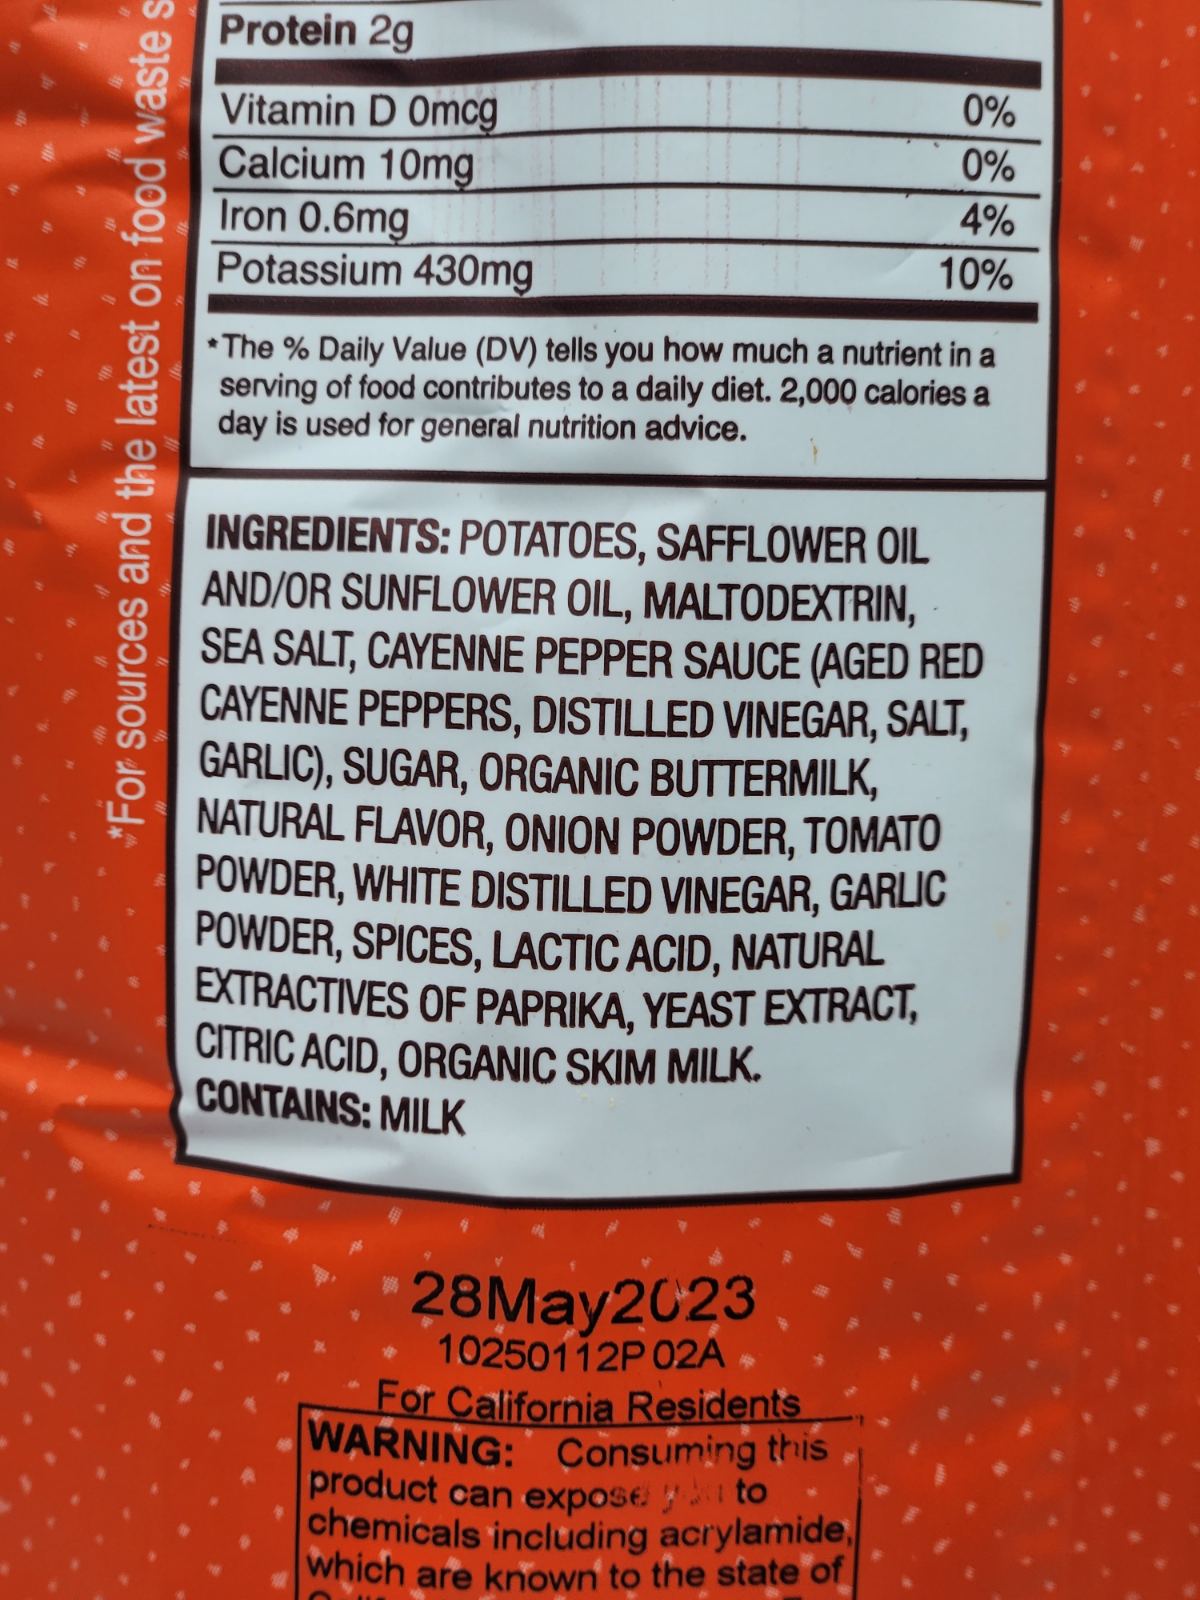 *For sources and the latest on food waste s
Protein 2g
Vitamin D 0mcg 0%
Calcium 10mg 0%
Iron 0.6mg 4%
Potassium 430mg 10%
*The % Daily Value (DV) tells you how much a nutrient in a
serving of food contributes to a daily diet. 2,000 calories a
day is used for general nutrition advice.
INGREDIENTS: POTATOES, SAFFLOWER OIL
AND/OR SUNFLOWER OIL, MALTODEXTRIN,
SEA SALT, CAYENNE PEPPER SAUCE (AGED RED
CAYENNE PEPPERS, DISTILLED VINEGAR, SALT,
GARLIC), SUGAR, ORGANIC BUTTERMILK,
NATURAL FLAVOR, ONION POWDER, TOMATO
POWDER, WHITE DISTILLED VINEGAR, GARLIC
POWDER, SPICES, LACTIC ACID, NATURAL
EXTRACTIVES OF PAPRIKA, YEAST EXTRACT,
CITRIC ACID, ORGANIC SKIM MILK.
CONTAINS: MILK
28May2023
10250112P 02A
For California Residents
WARNING: Consuming this
product can expose you to
chemicals including acrylamide,
which are known to the state of